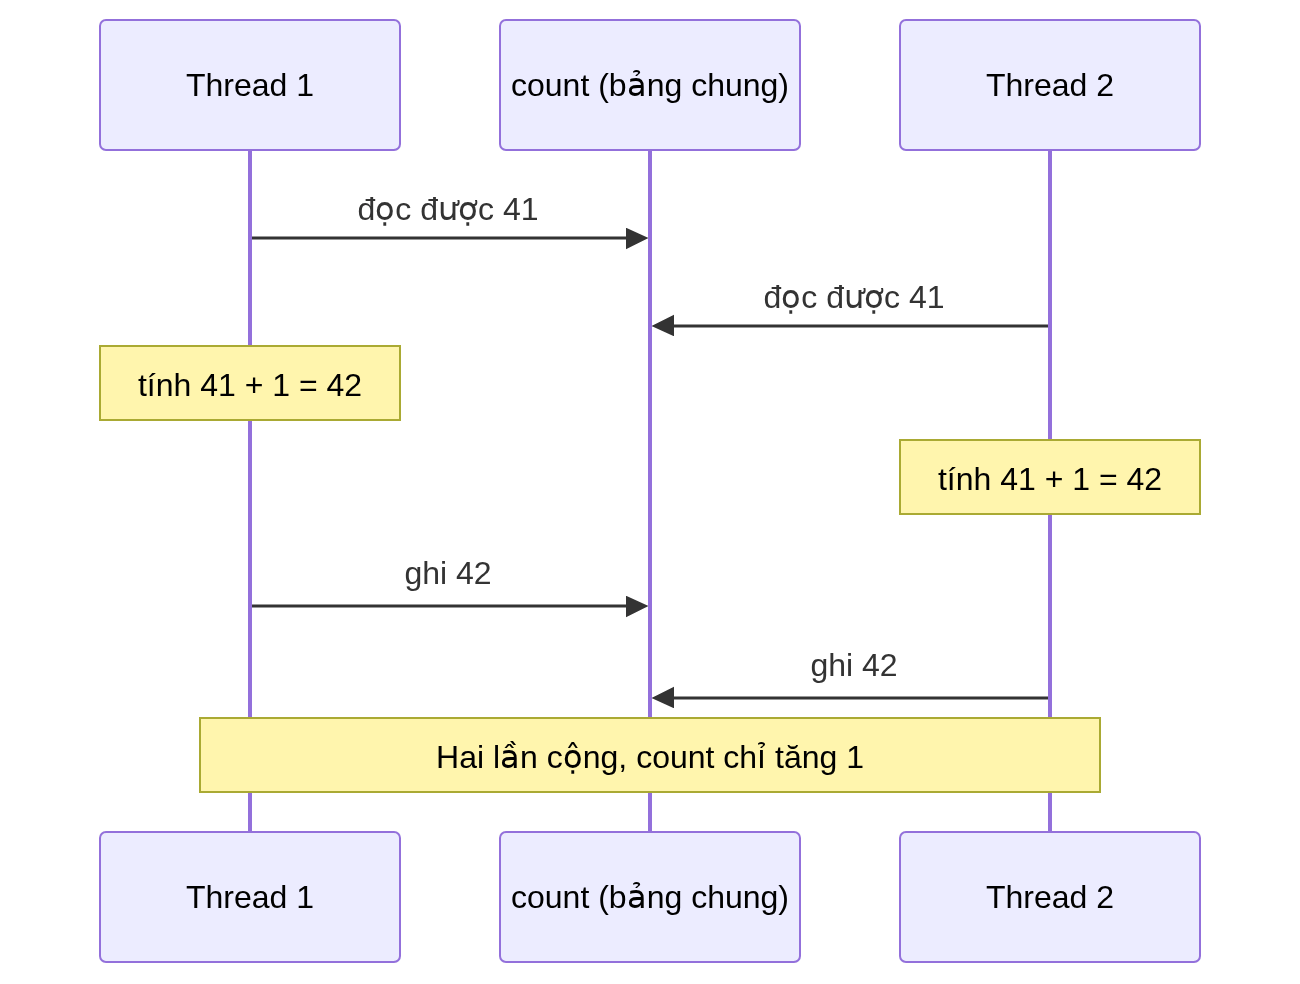 Thread 1
count (bảng chung)
Thread 2
đọc được 41
đọc được 41
tính 41 + 1 = 42
tính 41 + 1 = 42
ghi 42
ghi 42
Hai lần cộng, count chỉ tăng 1
Thread 1
count (bảng chung)
Thread 2